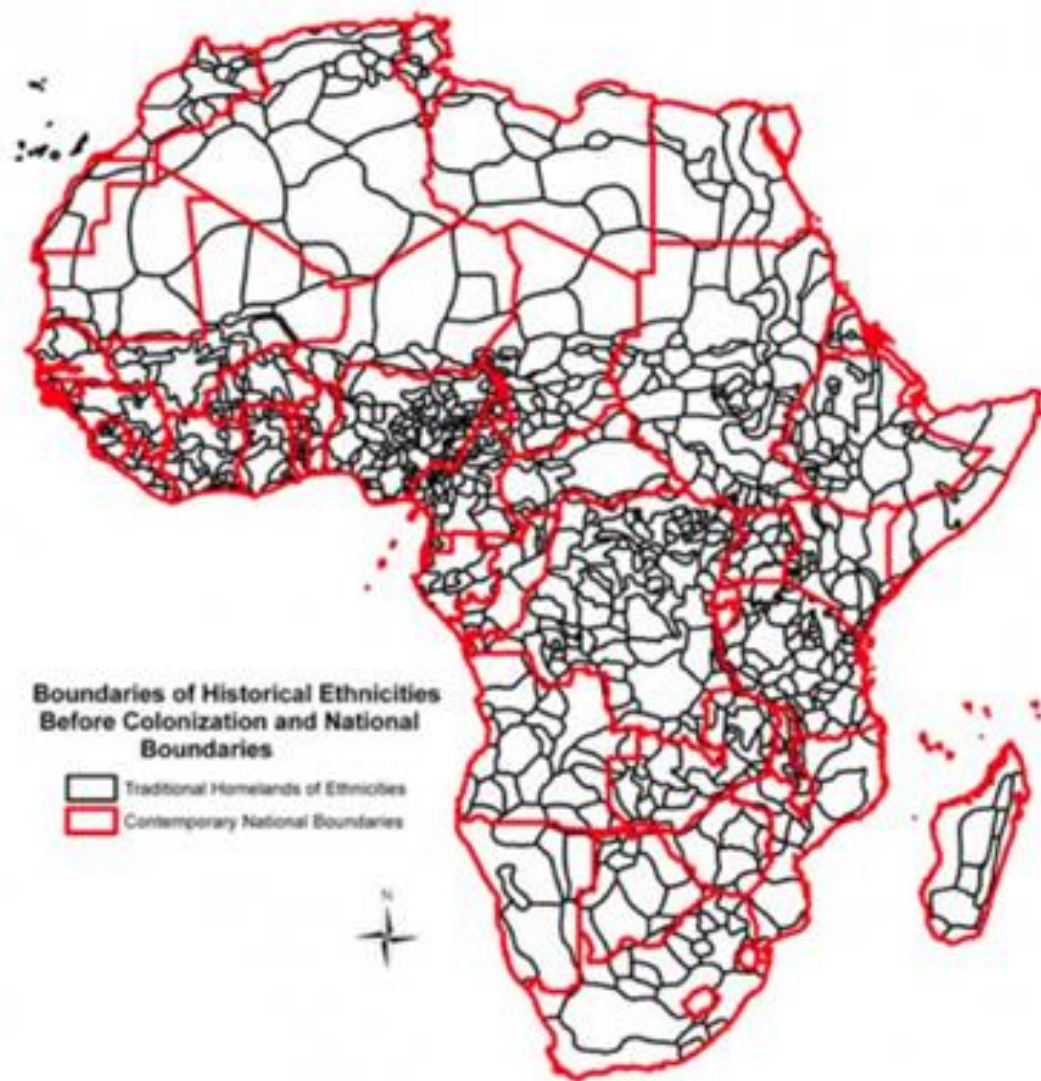 Boundaries of Historical Ethnicities
Before Colonization and National
Boundaries
Traditional Homelands of Ethnicities
Contemporary National Boundaries
N